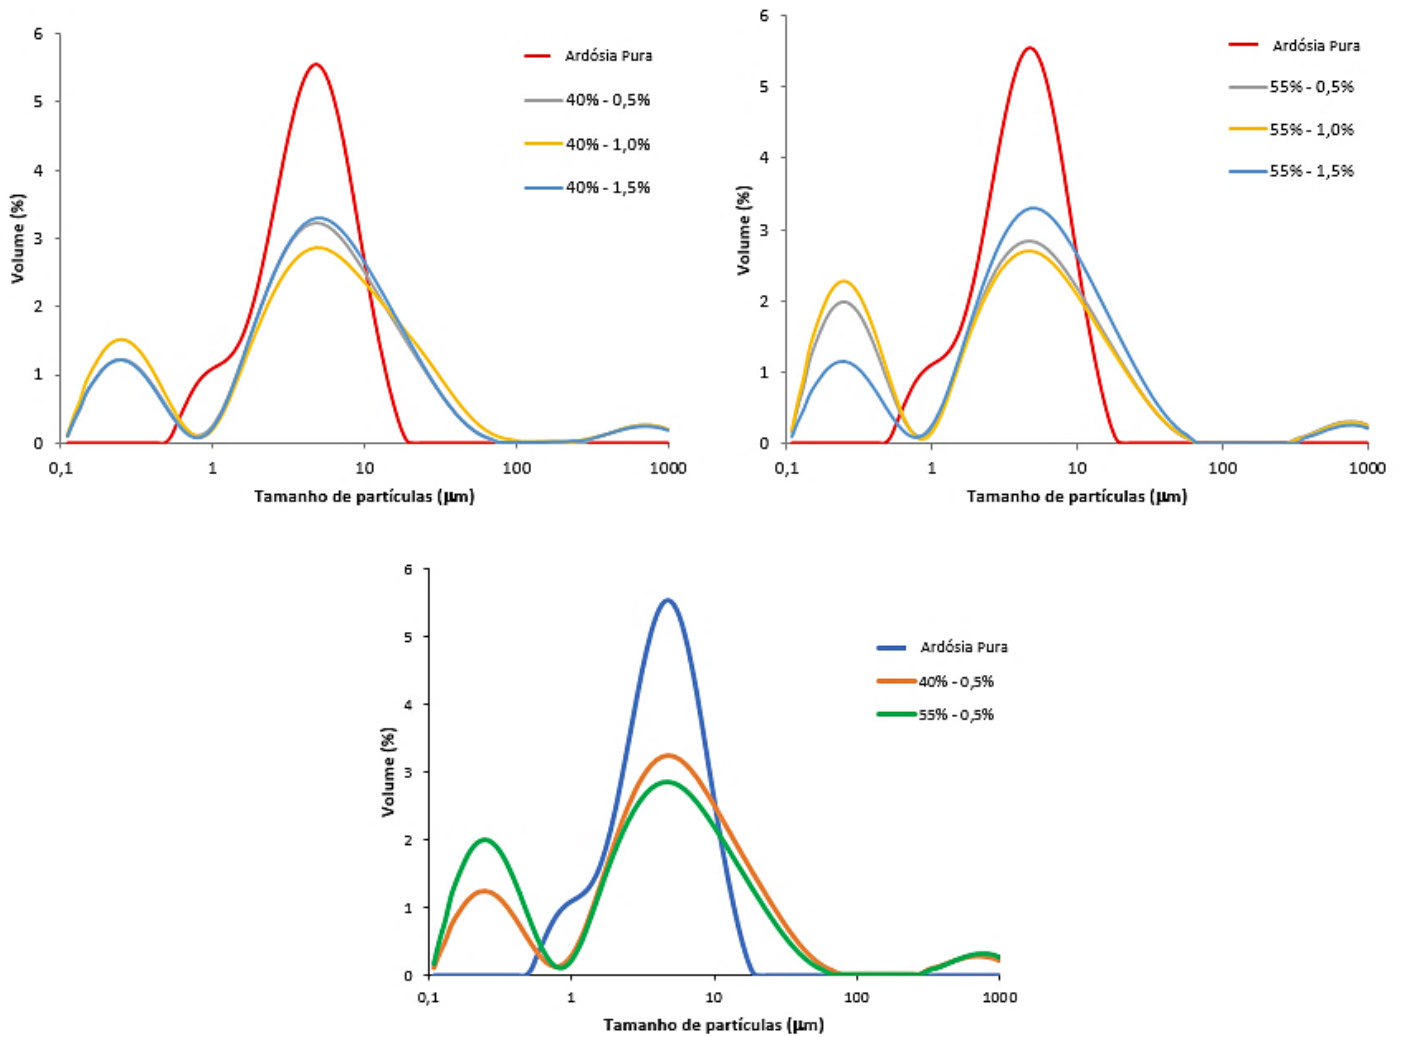 6
5
4
3
2
1
0
Volume (%)
0,1
1
10
100
1000
Tamanho de partículas (μm)
Ardósia Pura
40% - 0,5%
40% - 1,0%
40% - 1,5%
6
5
4
3
2
1
0
Volume (%)
0,1
1
10
100
1000
Tamanho de partículas (μm)
Ardósia Pura
55% - 0,5%
55% - 1,0%
55% - 1,5%
6
5
4
3
2
1
0
Volume (%)
0,1
1
10
100
1000
Tamanho de partículas (μm)
Ardósia Pura
40% - 0,5%
55% - 0,5%